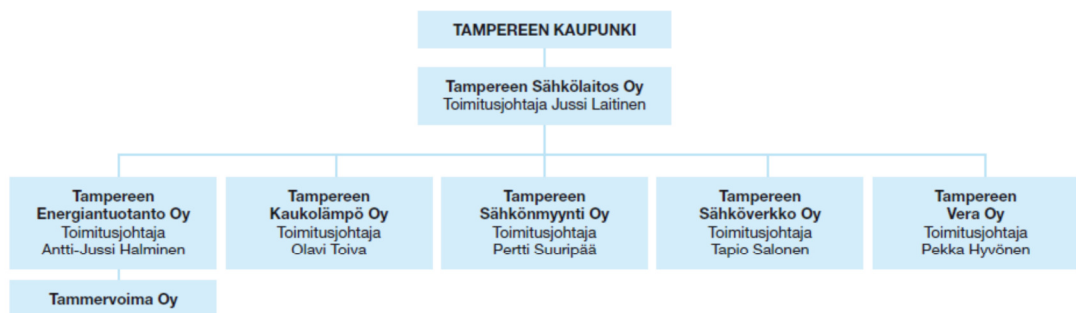 TAMPEREEN KAUPUNKI
Tampereen Sähkölaitos Oy
Toimitusjohtaja Jussi Laitinen
Tampereen
Energiantuotanto Oy
Toimitusjohtaja
Antti-Jussi Halminen
Tampereen
Kaukolämpö Oy
Toimitusjohtaja
Olavi Toiva
Tampereen
Sähkönmyynti Oy
Toimitusjohtaja
Pertti Suuripää
Tampereen
Sähköverkko Oy
Toimitusjohtaja
Tapio Salonen
Tampereen
Vera Oy
Toimitusjohtaja
Pekka Hyvönen
Tammervoima Oy